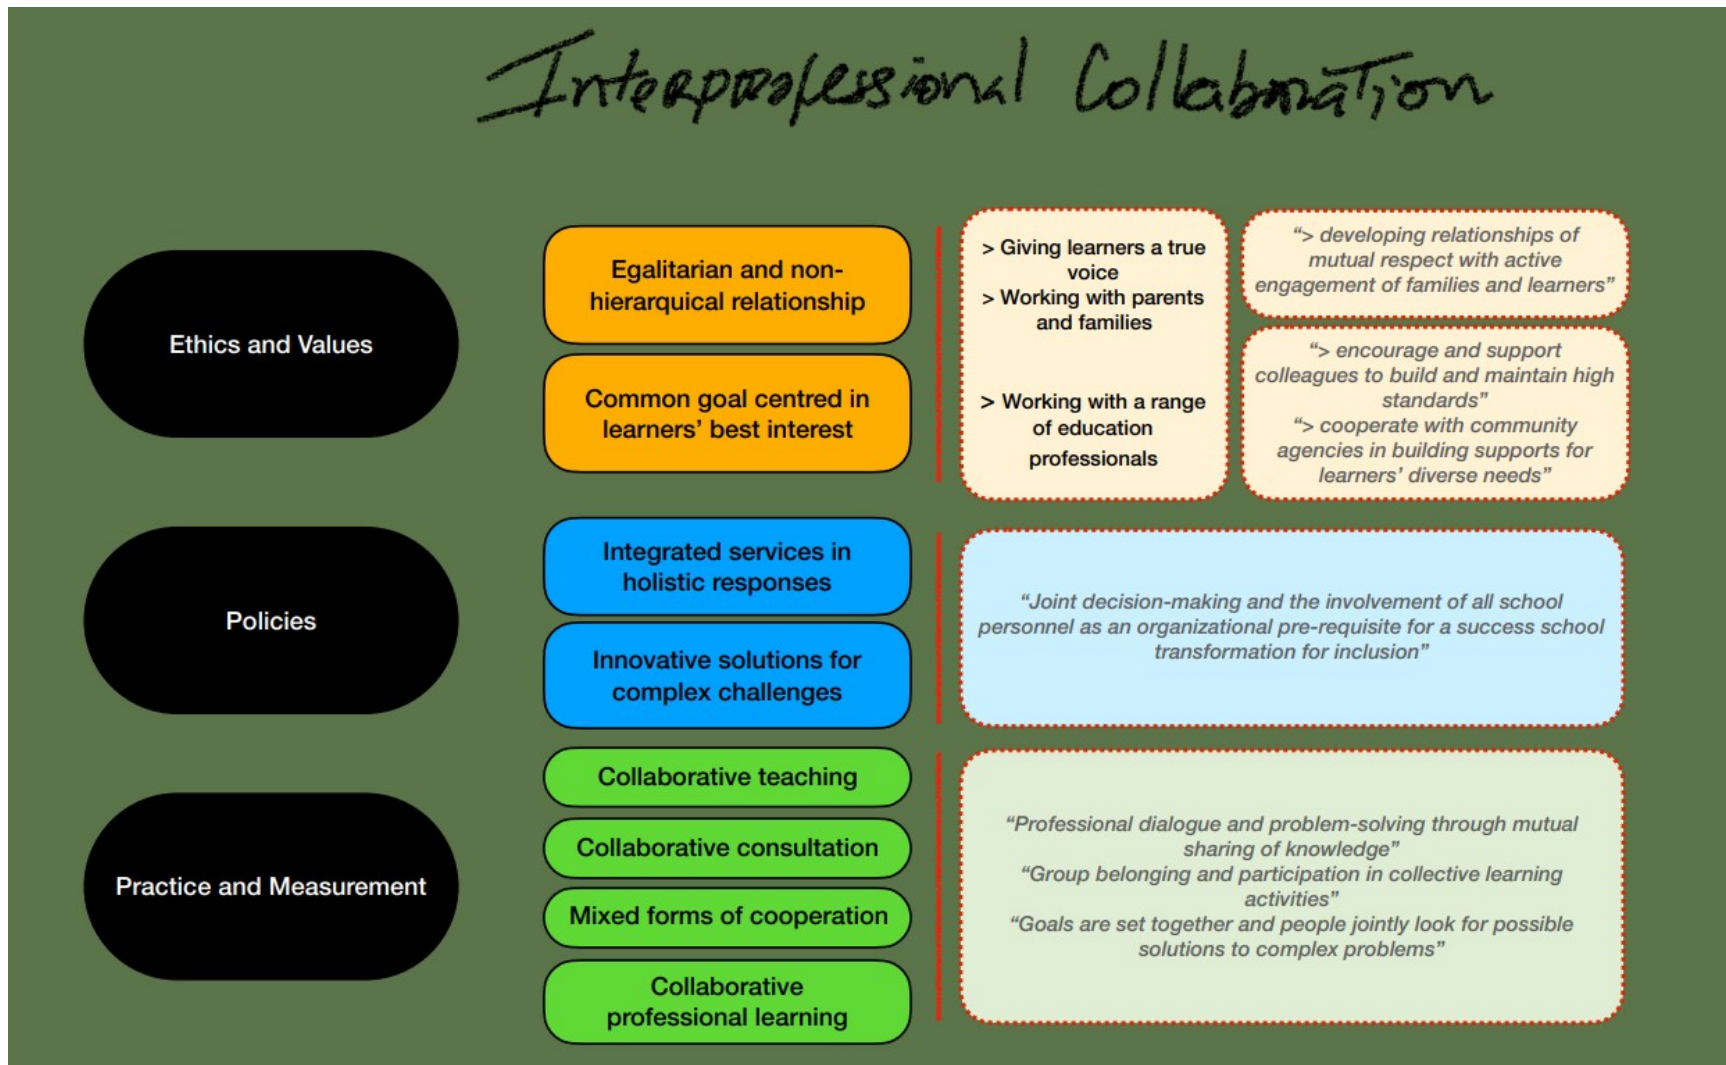 Interprofessional Collaboration
Ethics and Values
Egalitarian and non-
hierarquical relationship
Common goal centred in
learners’ best interest
> Giving learners a true
voice
> Working with parents
and families
> Working with a range
of education
professionals
“> developing relationships of
mutual respect with active
engagement of families and learners”
“> encourage and support
colleagues to build and maintain high
standards”
“> cooperate with community
agencies in building supports for
learners’ diverse needs”
Policies
Integrated services in
holistic responses
Innovative solutions for
complex challenges
“Joint decision-making and the involvement of all school
personnel as an organizational pre-requisite for a success school
transformation for inclusion”
Practice and Measurement
Collaborative teaching
Collaborative consultation
Mixed forms of cooperation
Collaborative
professional learning
“Professional dialogue and problem-solving through mutual
sharing of knowledge”
“Group belonging and participation in collective learning
activities”
“Goals are set together and people jointly look for possible
solutions to complex problems”